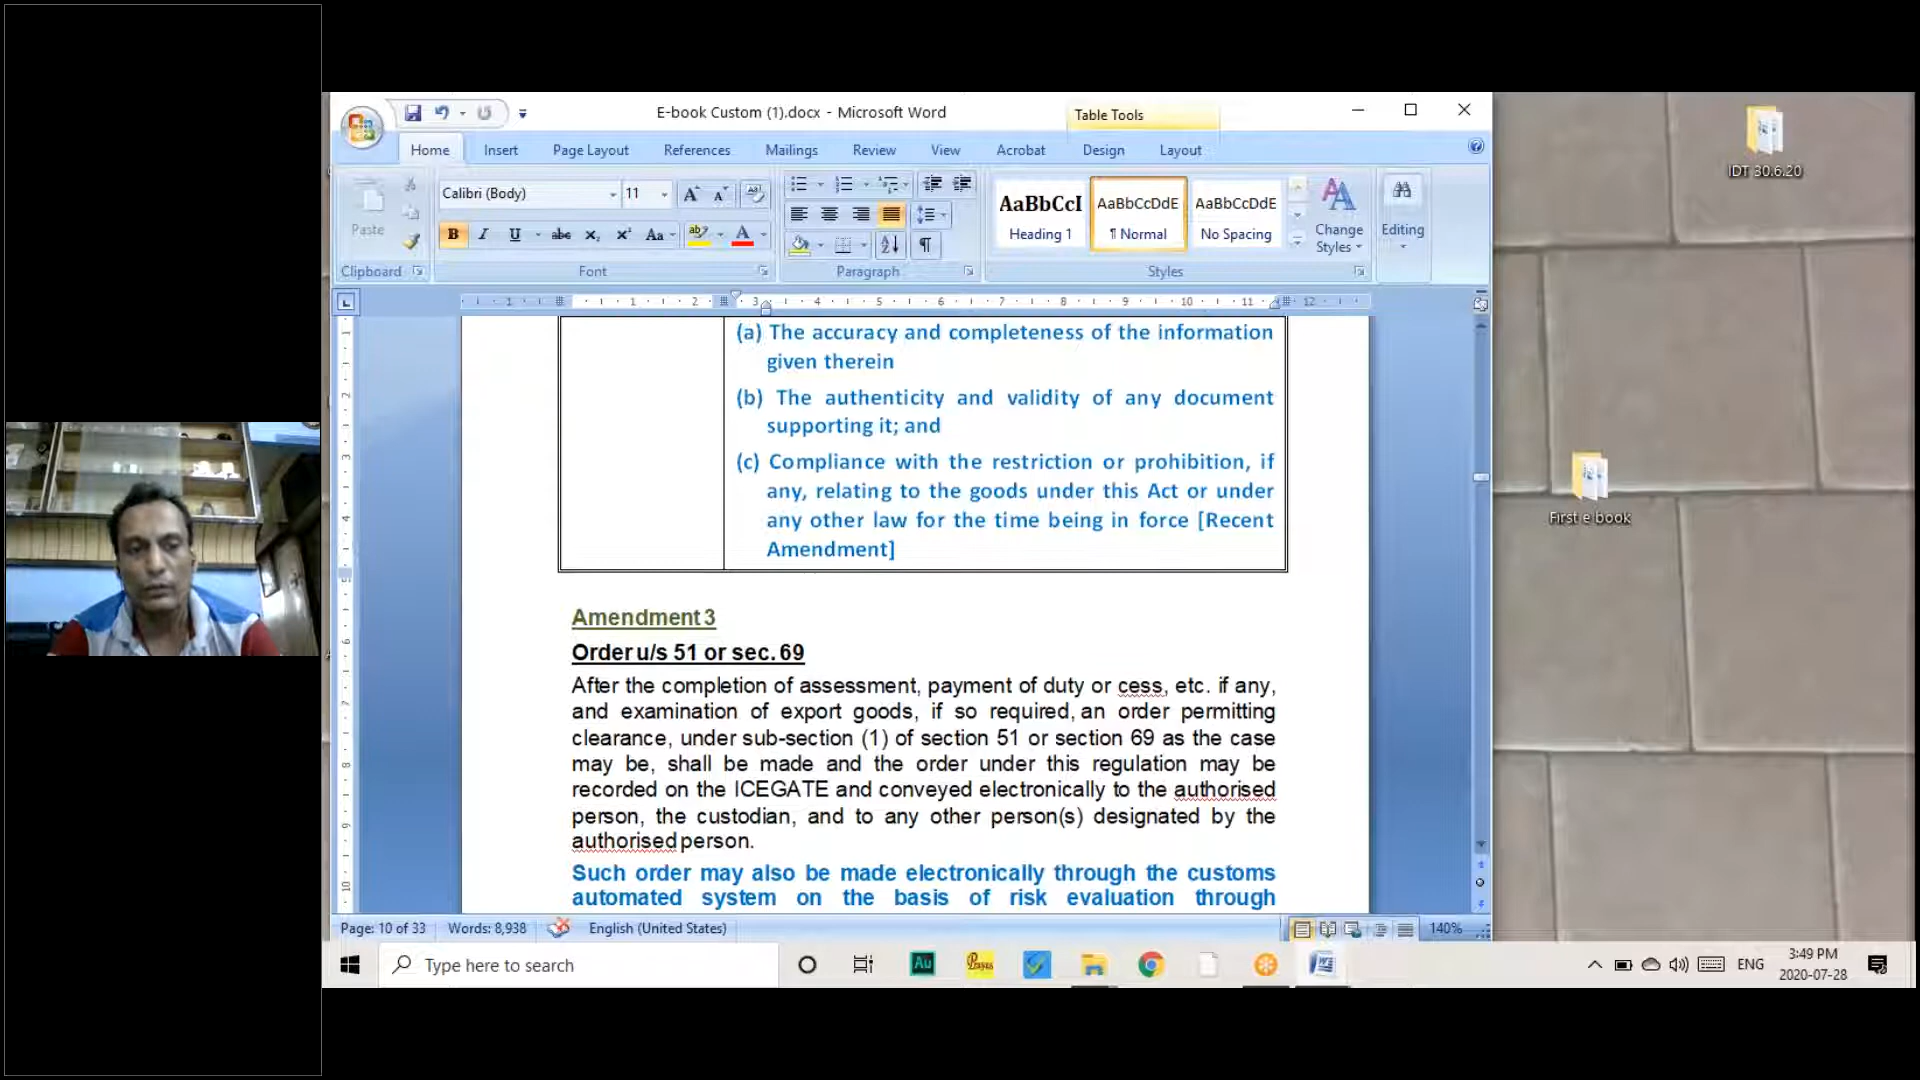 E-book Custom (1).docx - Microsoft Word
Table Tools
Home
Insert
Page Layout
References
Mailings
Review
View
Acrobat
Design
Layout
Paste
Clipboard
Calibri (Body)
11
Font
Paragraph
AaBbCcI
Heading 1
AaBbCcDdE
¶ Normal
AaBbCcDdE
No Spacing
Styles
Change
Styles
Editing
(a) The accuracy and completeness of the information
given therein
(b) The authenticity and validity of any document
supporting it; and
(c) Compliance with the restriction or prohibition, if
any, relating to the goods under this Act or under
any other law for the time being in force [Recent
Amendment]
Amendment 3
Order u/s 51 or sec. 69
After the completion of assessment, payment of duty or cess, etc. if any,
and examination of export goods, if so required, an order permitting
clearance, under sub-section (1) of section 51 or section 69 as the case
may be, shall be made and the order under this regulation may be
recorded on the ICEGATE and conveyed electronically to the authorised
person, the custodian, and to any other person(s) designated by the
authorised person.
Such order may also be made electronically through the customs
automated system on the basis of risk evaluation through
Page: 10 of 33
Words: 8,938
English (United States)
140%
Type here to search
Au
ENG
3:49 PM
2020-07-28
IDT 30.6.20
First e book